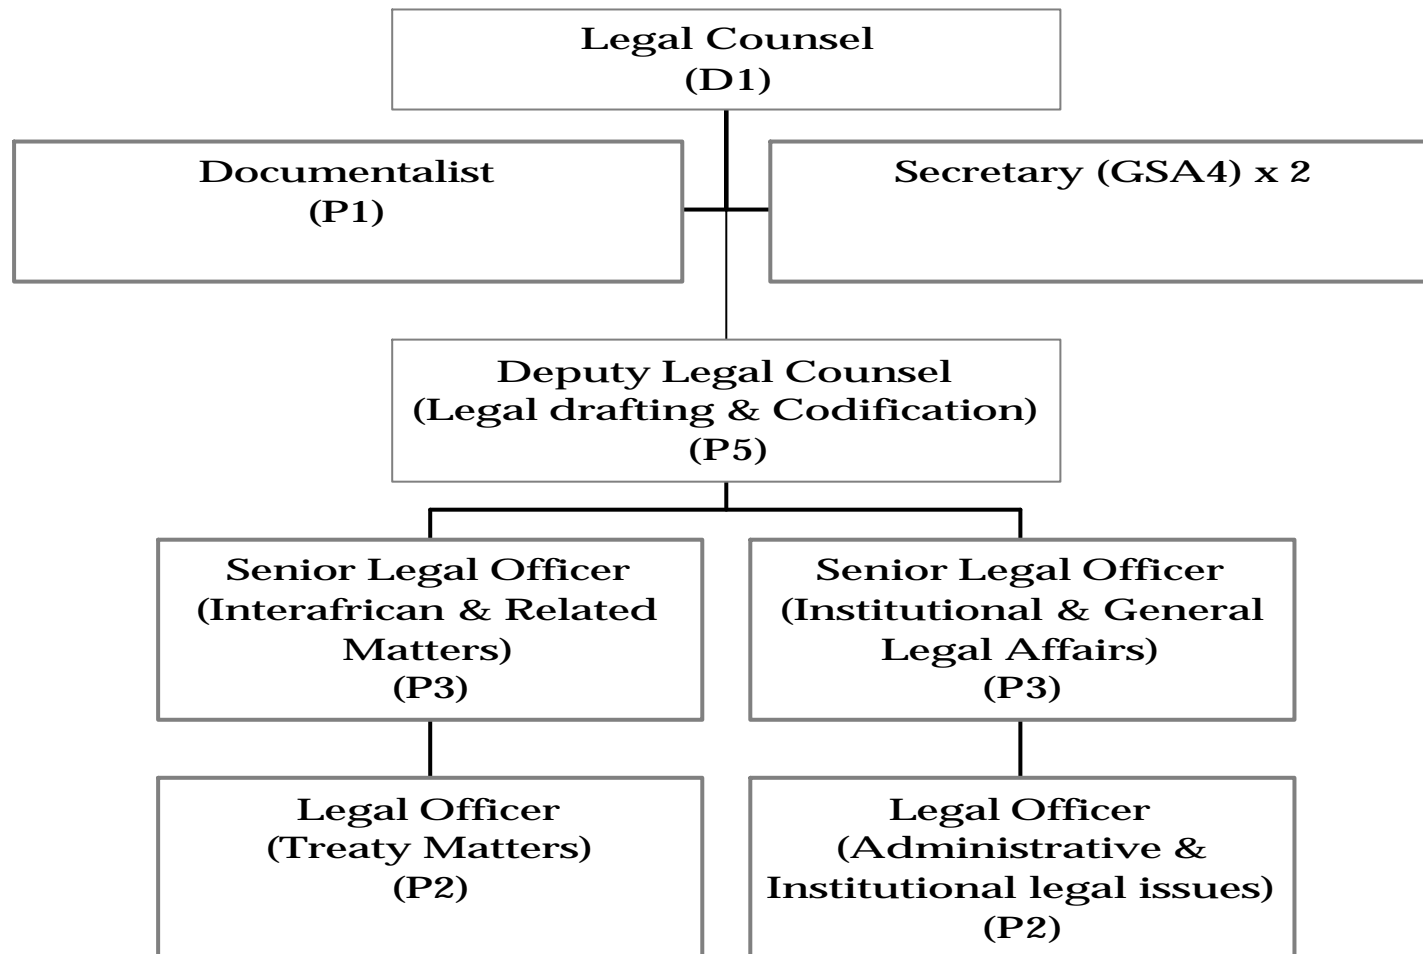 Legal Counsel
(D1)
Documentalist
(P1)
Secretary (GSA4) x 2
Deputy Legal Counsel
(Legal drafting & Codification)
(P5)
Senior Legal Officer
(Interafrican & Related
Matters)
(P3)
Senior Legal Officer
(Institutional & General
Legal Affairs)
(P3)
Legal Officer
(Treaty Matters)
(P2)
Legal Officer
(Administrative &
Institutional legal issues)
(P2)